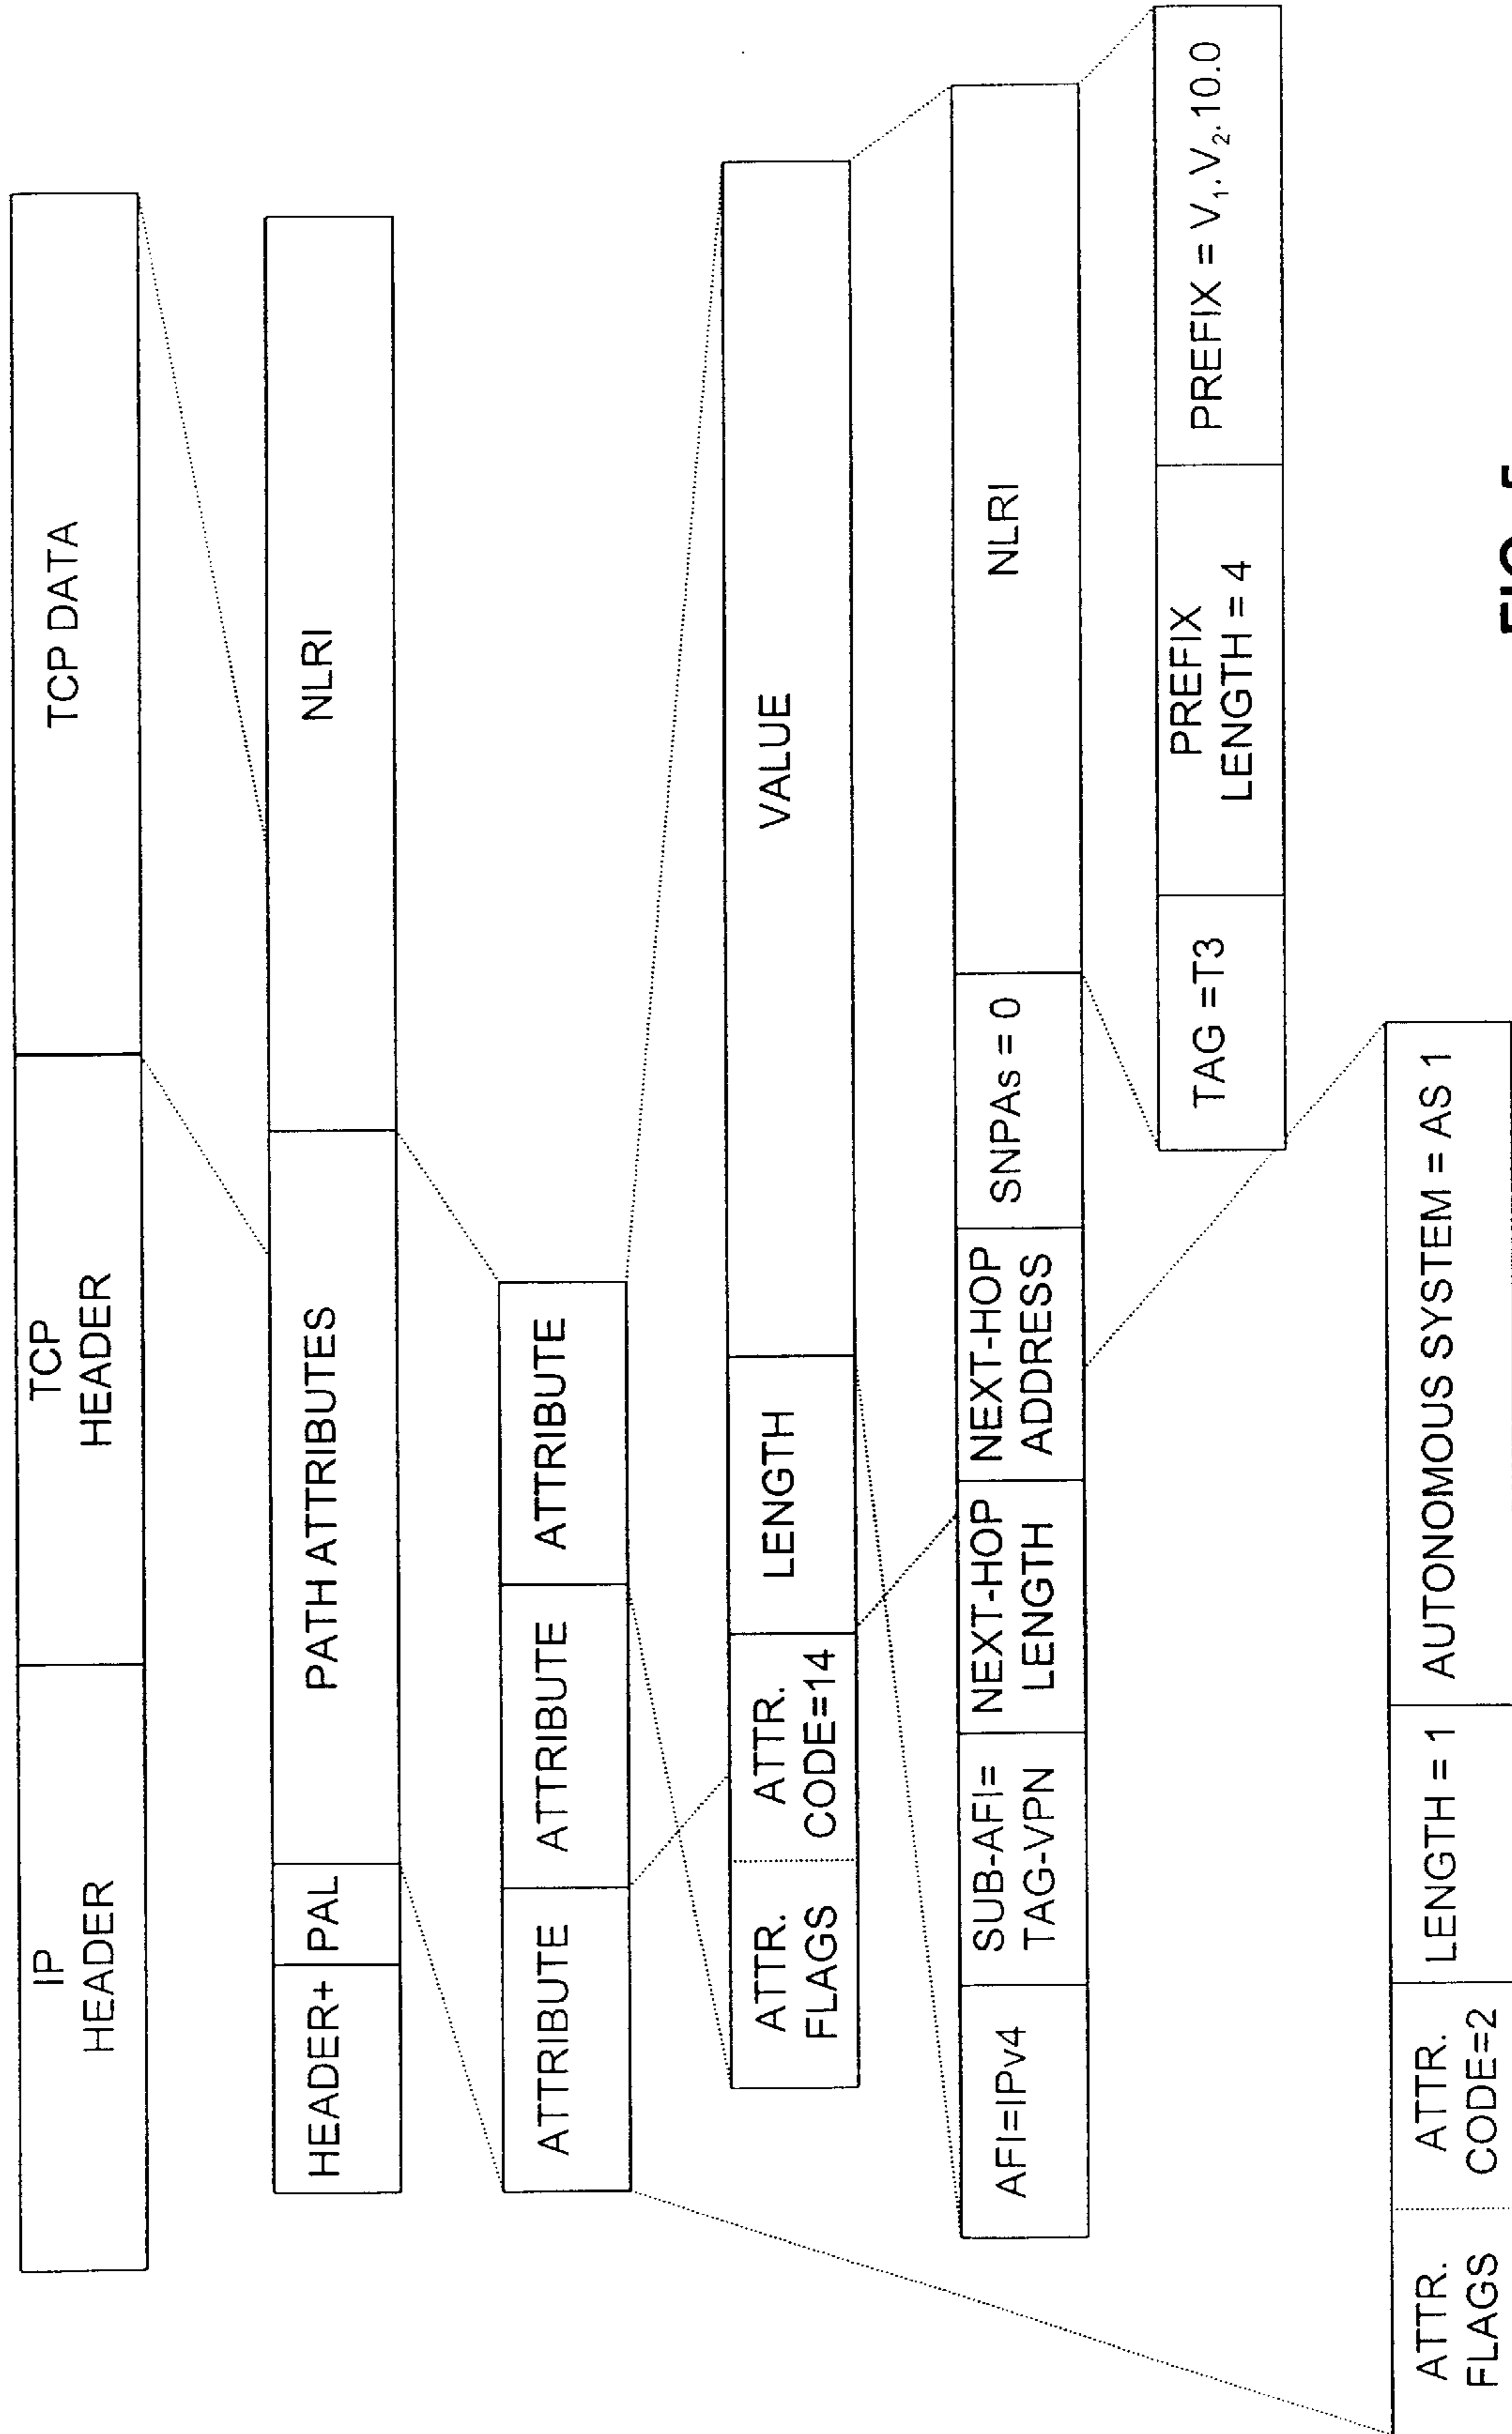 IP
HEADER
TCP
HEADER
TCP DATA
HEADER+
PAL
PATH ATTRIBUTES
NLRI
ATTRIBUTE
ATTRIBUTE
ATTRIBUTE
ATTR.
FLAGS
ATTR.
CODE=14
LENGTH
VALUE
AFI=IPv4
SUB-AFI=
TAG-VPN
NEXT-HOP
LENGTH
NEXT-HOP
ADDRESS
SNPAs = 0
NLRI
TAG =T3
PREFIX
LENGTH = 4
PREFIX = V₁.V₂.10.0
ATTR.
FLAGS
ATTR.
CODE=2
LENGTH = 1
AUTONOMOUS SYSTEM = AS 1